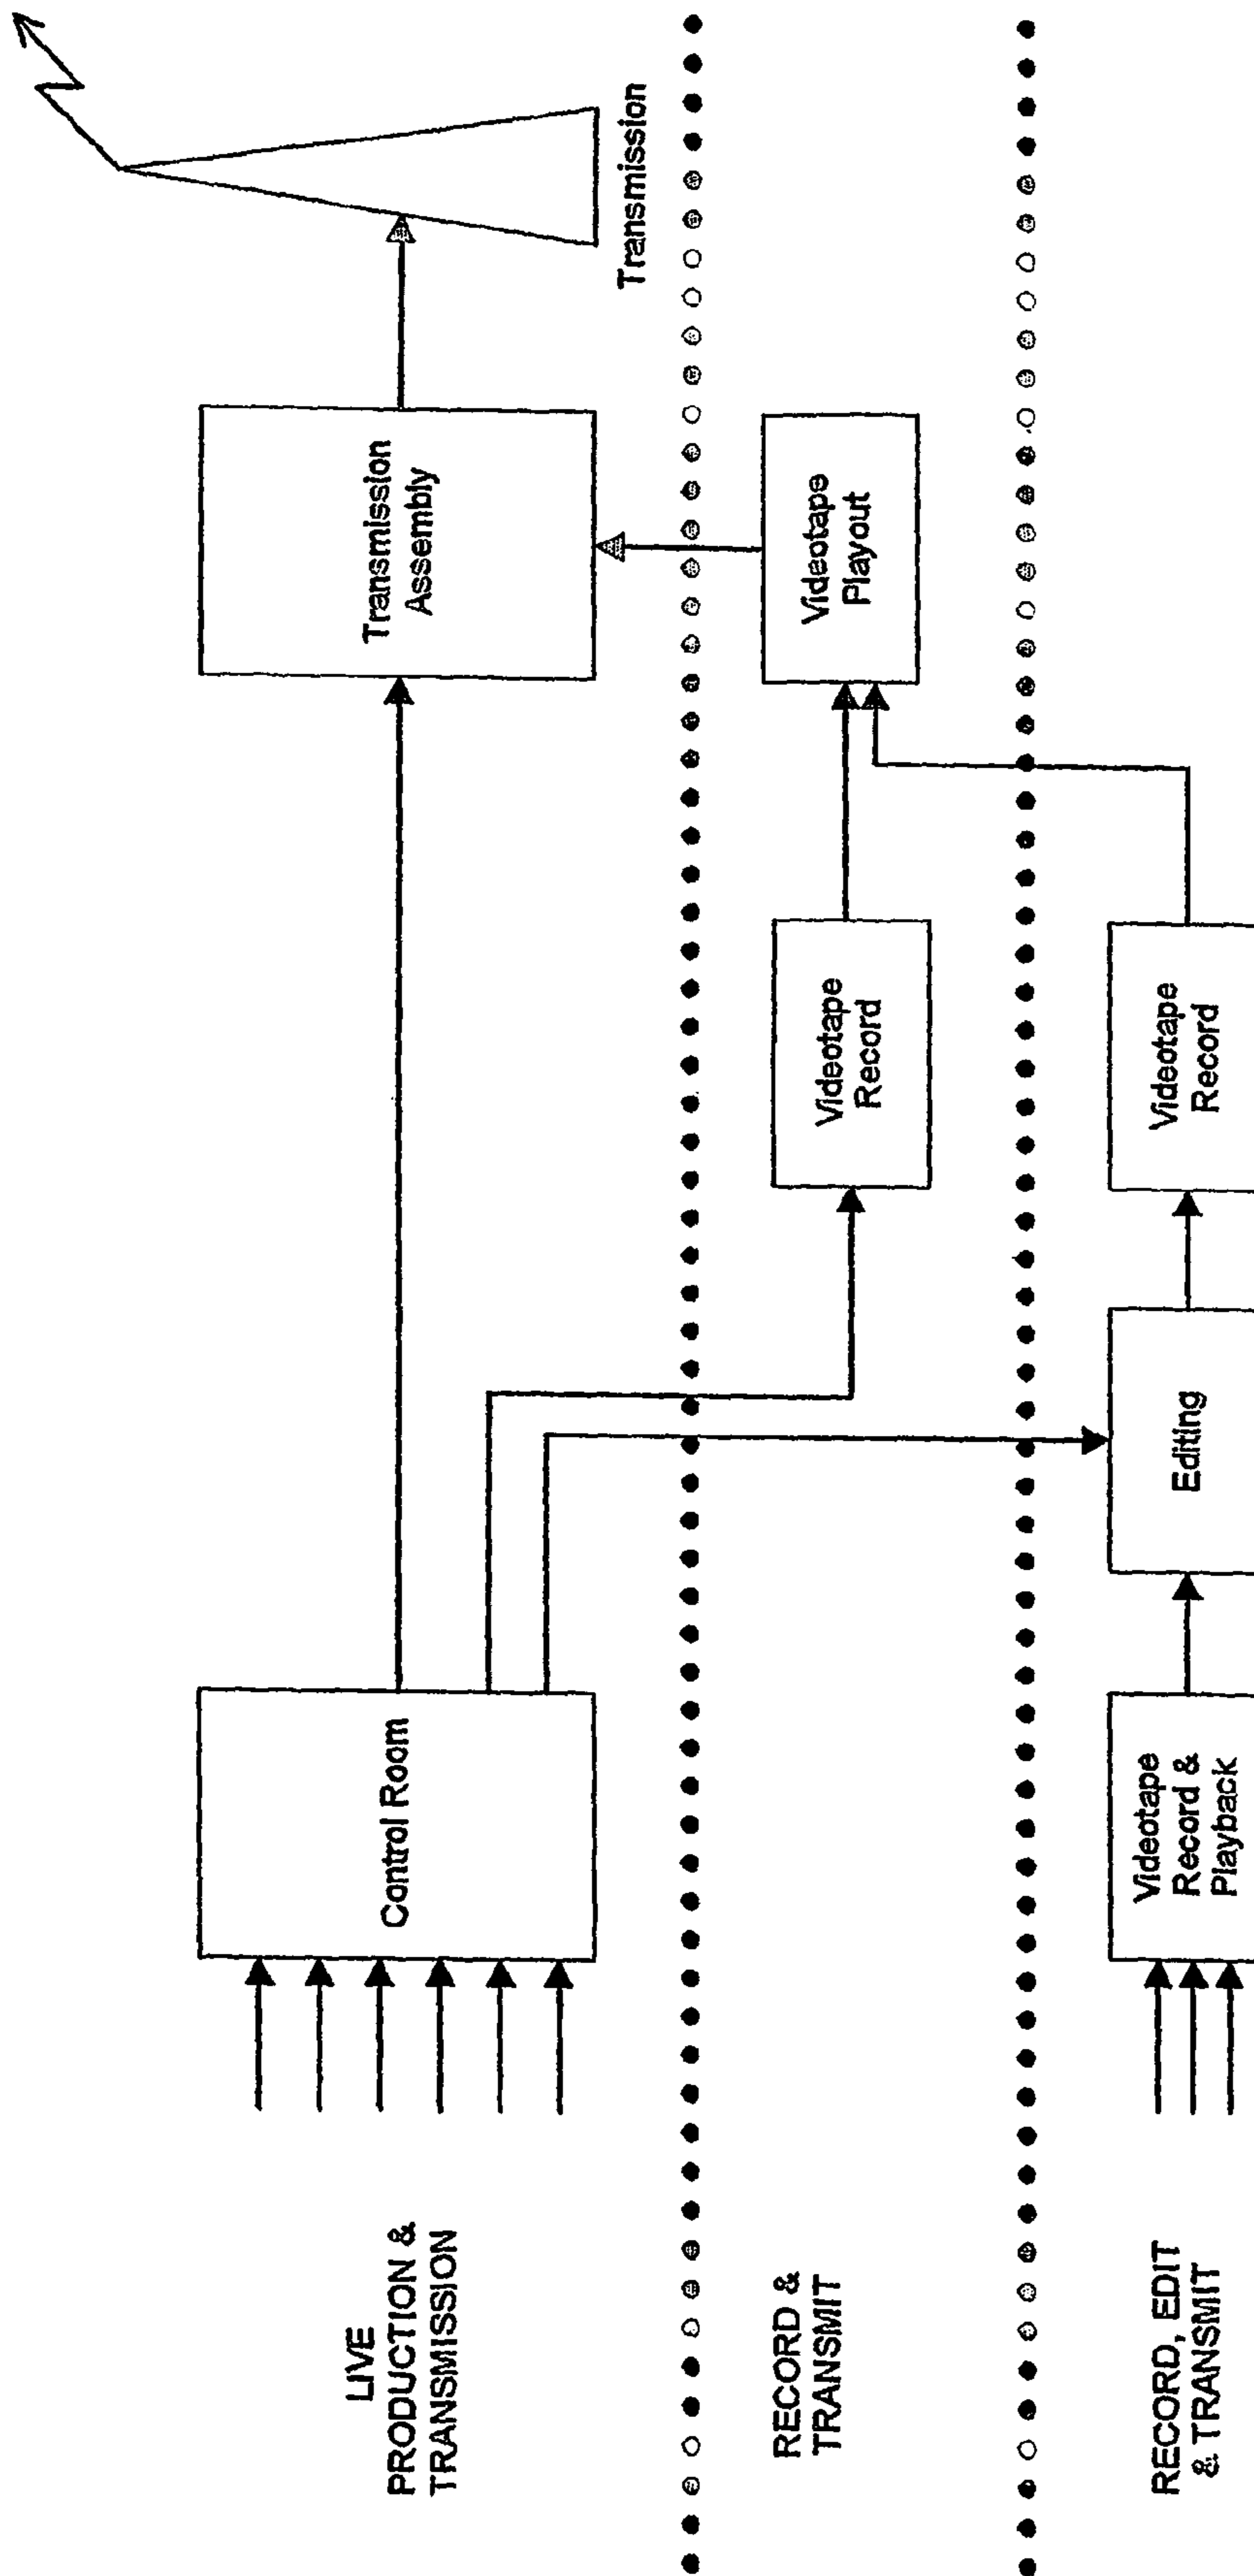 LIVE
PRODUCTION &
TRANSMISSION
Control Room
Transmission
Assembly
Transmission
RECORD &
TRANSMIT
Videotape
Record
Videotape
Playout
RECORD, EDIT
& TRANSMIT
Videotape
Record &
Playback
Editing
Videotape
Record